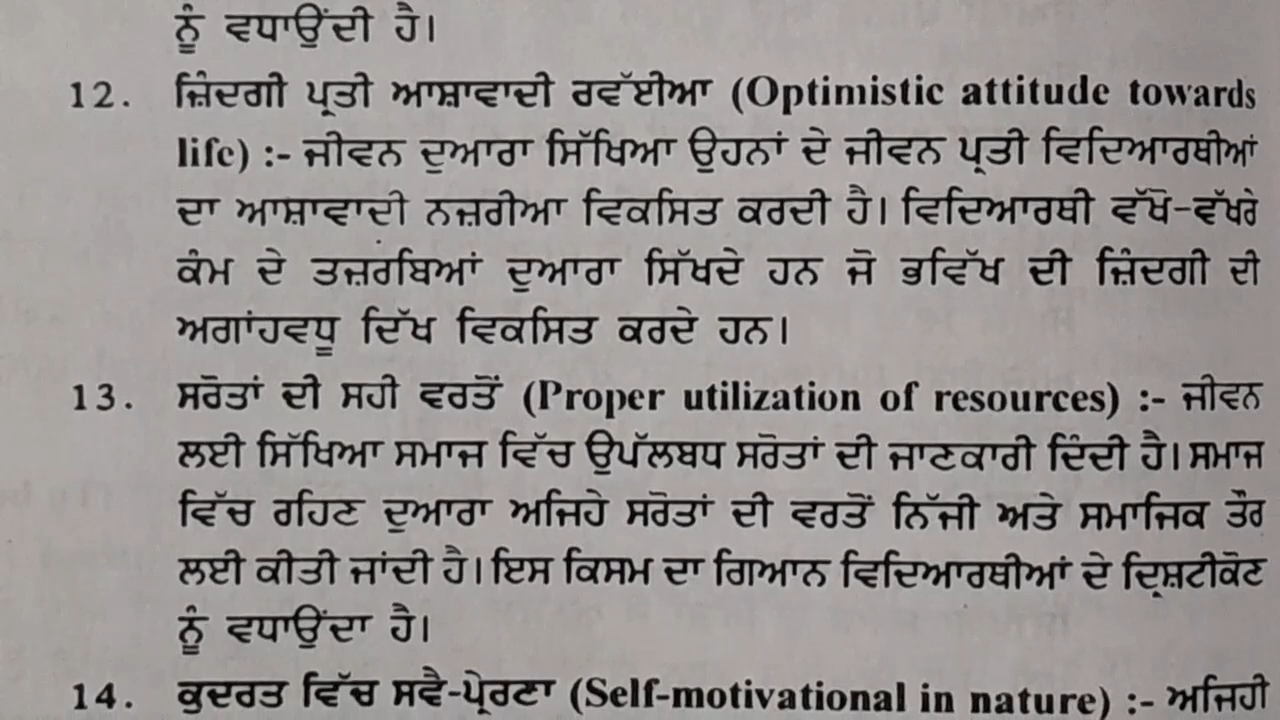 ਨੂੰ ਵਧਾਉਂਦੀ ਹੈ।
12. ਜ਼ਿੰਦਗੀ ਪ੍ਰਤੀ ਆਸ਼ਾਵਾਦੀ ਰਵੱਈਆ (Optimistic attitude towards
life) :- ਜੀਵਨ ਦੁਆਰਾ ਸਿੱਖਿਆ ਉਹਨਾਂ ਦੇ ਜੀਵਨ ਪ੍ਰਤੀ ਵਿਦਿਆਰਥੀਆਂ
ਦਾ ਆਸ਼ਾਵਾਦੀ ਨਜ਼ਰੀਆ ਵਿਕਸਿਤ ਕਰਦੀ ਹੈ। ਵਿਦਿਆਰਥੀ ਵੱਖੋ-ਵੱਖਰੇ
ਕੰਮ ਦੇ ਤਜ਼ਰਬਿਆਂ ਦੁਆਰਾ ਸਿੱਖਦੇ ਹਨ ਜੋ ਭਵਿੱਖ ਦੀ ਜ਼ਿੰਦਗੀ ਦੀ
ਅਗਾਂਹਵਧੂ ਦਿੱਖ ਵਿਕਸਿਤ ਕਰਦੇ ਹਨ।
13. ਸਰੋਤਾਂ ਦੀ ਸਹੀ ਵਰਤੋਂ (Proper utilization of resources) :- ਜੀਵਨ
ਲਈ ਸਿੱਖਿਆ ਸਮਾਜ ਵਿੱਚ ਉਪੱਲਬਧ ਸਰੋਤਾਂ ਦੀ ਜਾਣਕਾਰੀ ਦਿੰਦੀ ਹੈ। ਸਮਾਜ
ਵਿੱਚ ਰਹਿਣ ਦੁਆਰਾ ਅਜਿਹੇ ਸਰੋਤਾਂ ਦੀ ਵਰਤੋਂ ਨਿੱਜੀ ਅਤੇ ਸਮਾਜਿਕ ਤੌਰ
ਲਈ ਕੀਤੀ ਜਾਂਦੀ ਹੈ। ਇਸ ਕਿਸਮ ਦਾ ਗਿਆਨ ਵਿਦਿਆਰਥੀਆਂ ਦੇ ਦ੍ਰਿਸ਼ਟੀਕੋਣ
ਨੂੰ ਵਧਾਉਂਦਾ ਹੈ।
14. ਕੁਦਰਤ ਵਿੱਚ ਸਵੈ-ਪ੍ਰੇਰਣਾ (Self-motivational in nature) :- ਅਜਿਹੀ